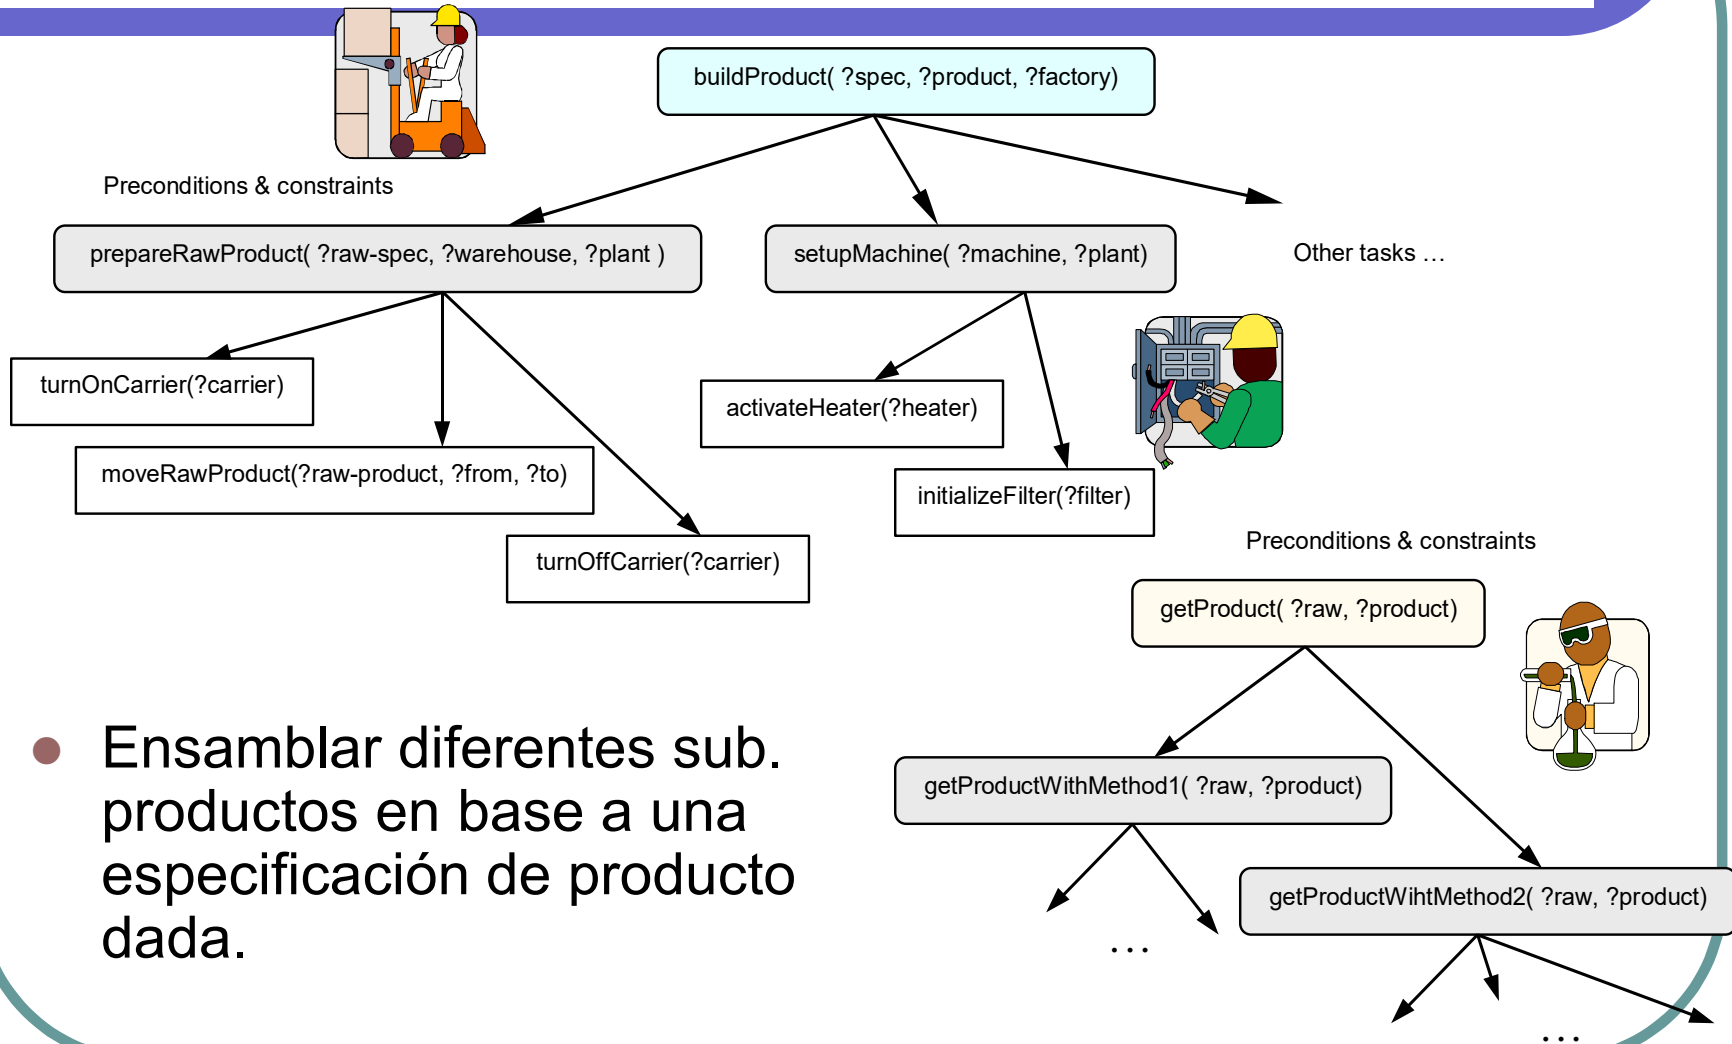 buildProduct( ?spec, ?product, ?factory)
Preconditions & constraints
prepareRawProduct( ?raw-spec, ?warehouse, ?plant )
setupMachine( ?machine, ?plant)
Other tasks …
turnOnCarrier(?carrier)
activateHeater(?heater)
moveRawProduct(?raw-product, ?from, ?to)
initializeFilter(?filter)
turnOffCarrier(?carrier)
Preconditions & constraints
getProduct( ?raw, ?product)
getProductWithMethod1( ?raw, ?product)
getProductWihtMethod2( ?raw, ?product)
…
…
Ensamblar diferentes sub.
productos en base a una
especificación de producto
dada.